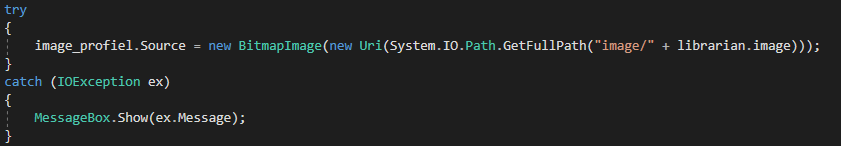 try
{
image_profiel.Source = new BitmapImage(new Uri(System.IO.Path.GetFullPath("image/" + librarian.image)));
}
catch (IOException ex)
{
MessageBox.Show(ex.Message);
}